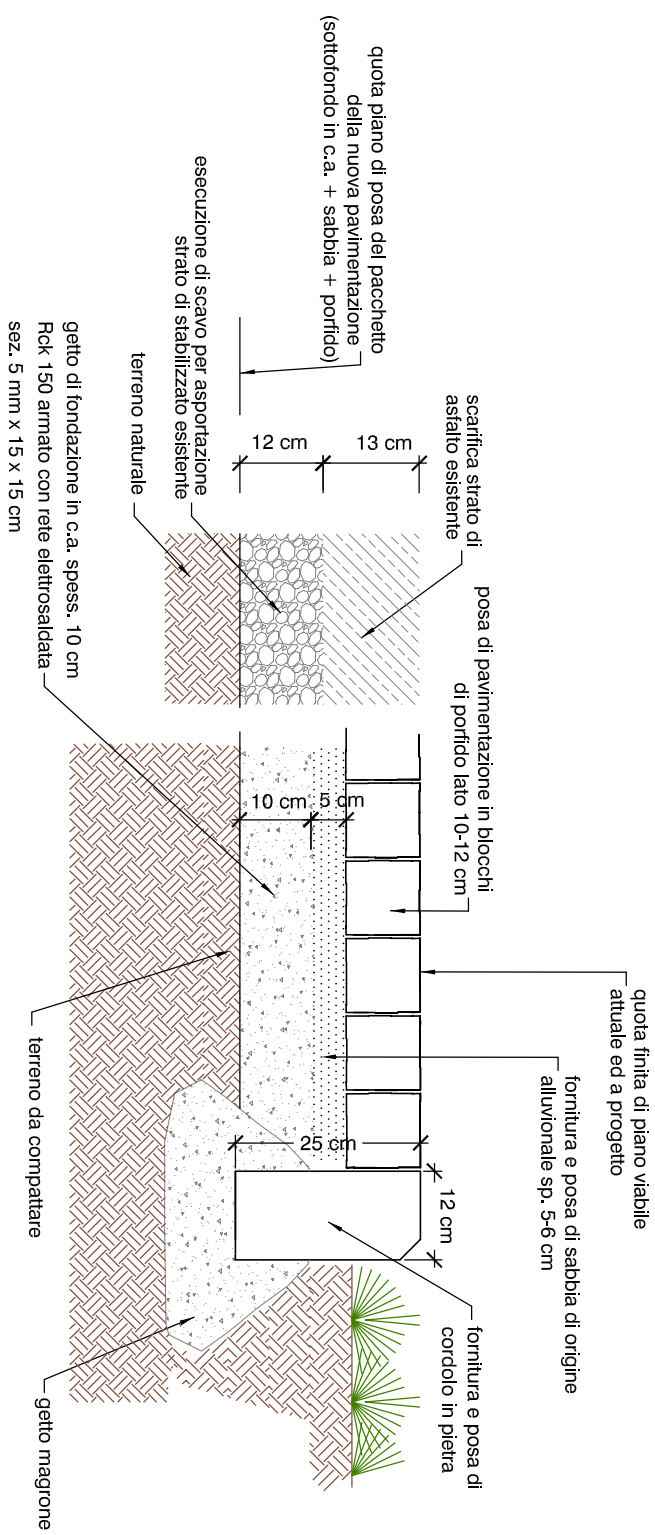 quota piano di posa del pacchetto
della nuova pavimentazione
(sottofondo in c.a. + sabbia + porfido)
esecuzione di scavo per asportazione
strato di stabilizzato esistente
terreno naturale
getto di fondazione in c.a. spess. 10 cm
Rck 150 armato con rete elettrosaldata
sez. 5 mm x 15 x 15 cm
scarifica strato di
asfalto esistente
12 cm
13 cm
posa di pavimentazione in blocchi
di porfido lato 10-12 cm
10 cm
5 cm
quota finita di piano viabile
attuale ed a progetto
fornitura e posa di sabbia di origine
alluvionale sp. 5-6 cm
25 cm
12 cm
fornitura e posa di
cordolo in pietra
terreno da compattare
getto magrone